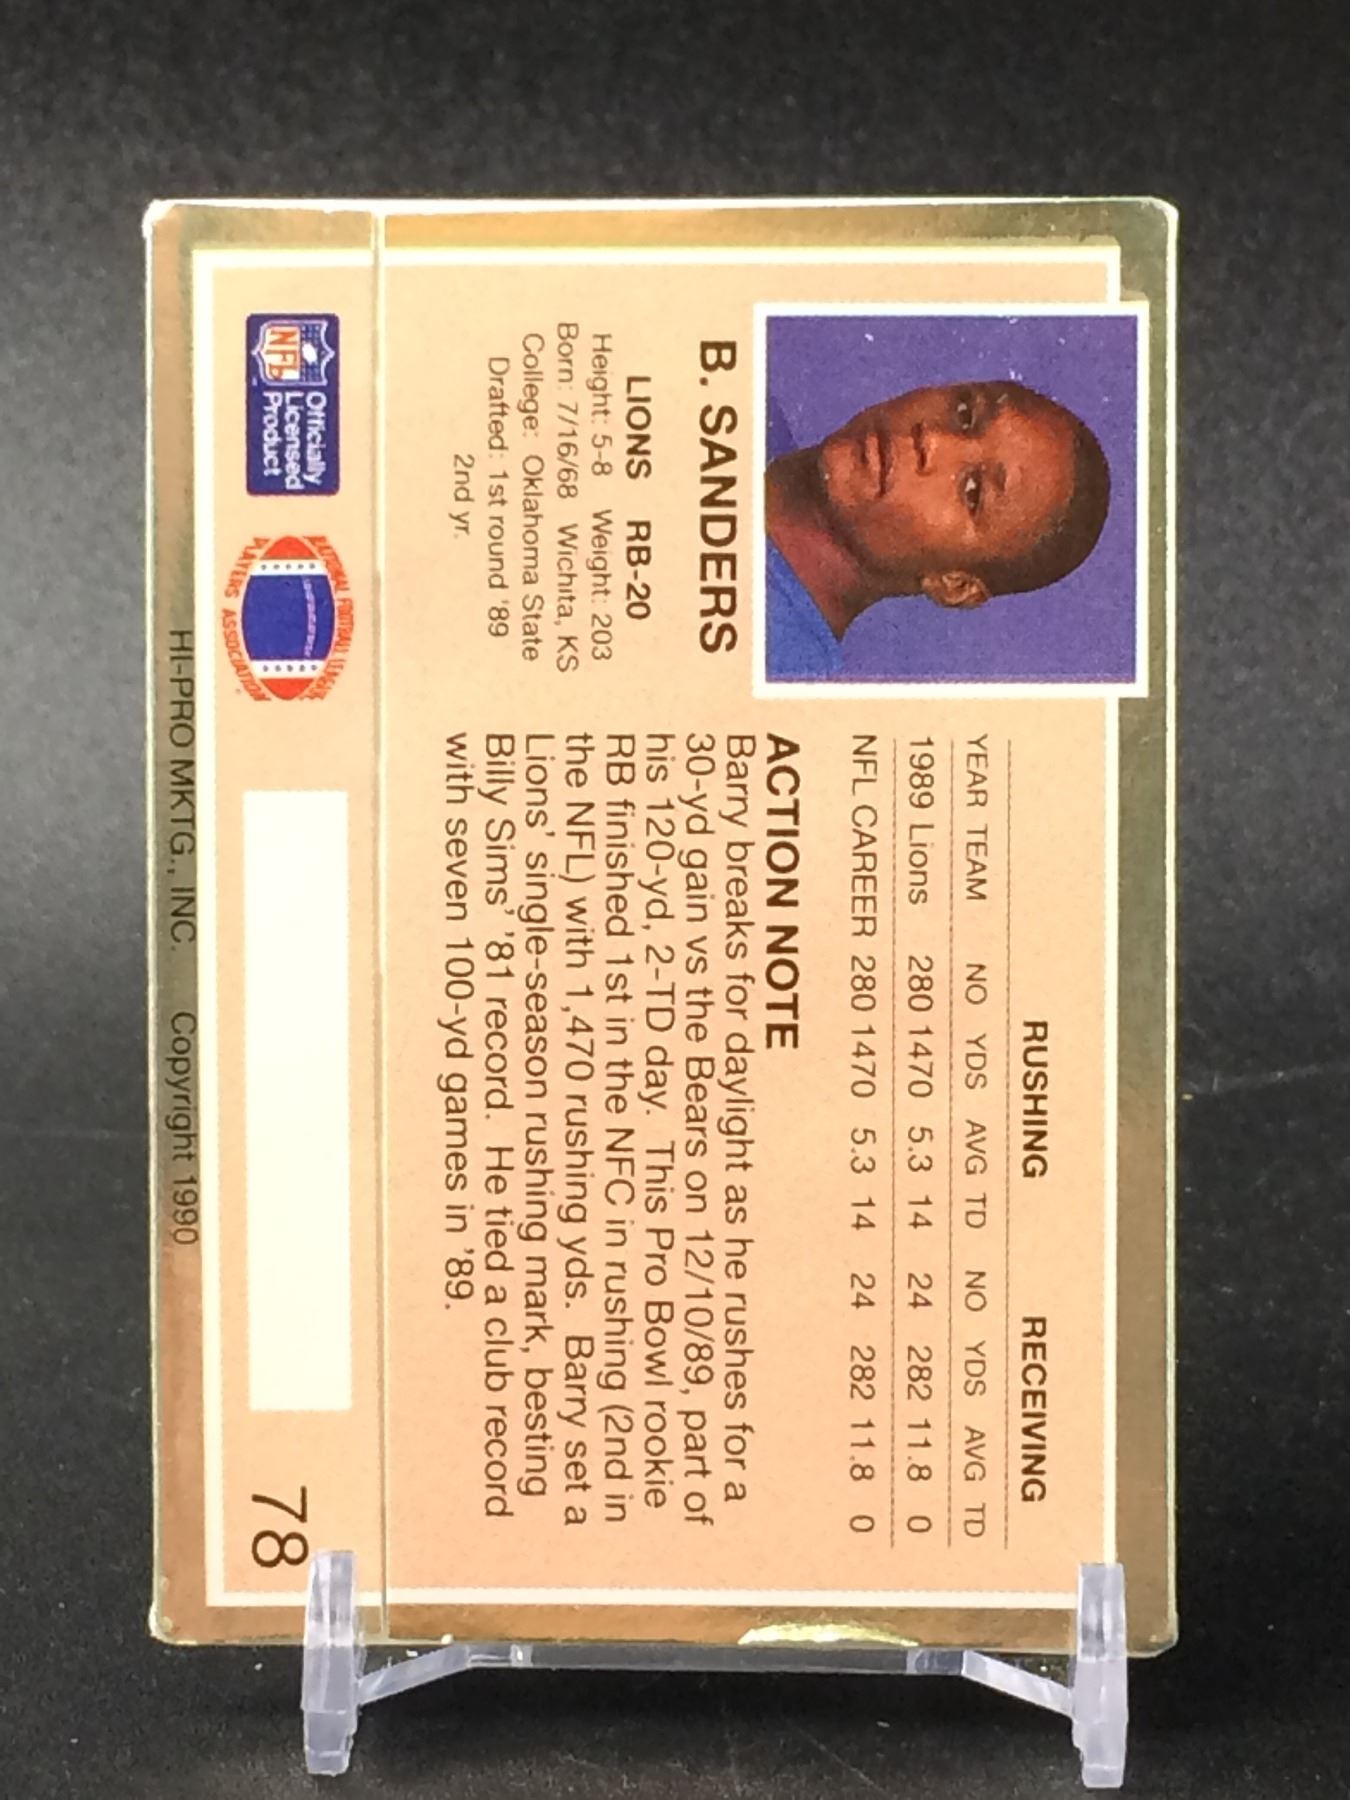 RUSHING RECEIVING
YEAR TEAM NO YDS AVG TD NO YDS AVG TD
1989 Lions 280 1470 5.3 14 24 282 11.8 0
NFL CAREER 280 1470 5.3 14 24 282 11.8 0
B. SANDERS
LIONS RB-20
Height: 5-8 Weight: 203
Born: 7/16/68 Wichita, KS
College: Oklahoma State
Drafted: 1st round '89
2nd yr.
ACTION NOTE
Barry breaks for daylight as he rushes for a
30-yd gain vs the Bears on 12/10/89, part of
his 120-yd, 2-TD day. This Pro Bowl rookie
RB finished 1st in the NFC in rushing (2nd in
the NFL) with 1,470 rushing yds. Barry set a
Lions' single-season rushing mark, besting
Billy Sims' '81 record. He tied a club record
with seven 100-yd games in '89.
NFL
Officially
Licensed
Product
NATIONAL FOOTBALL LEAGUE
PLAYERS ASSOCIATION
78
HI-PRO MKTG., INC. Copyright 1990